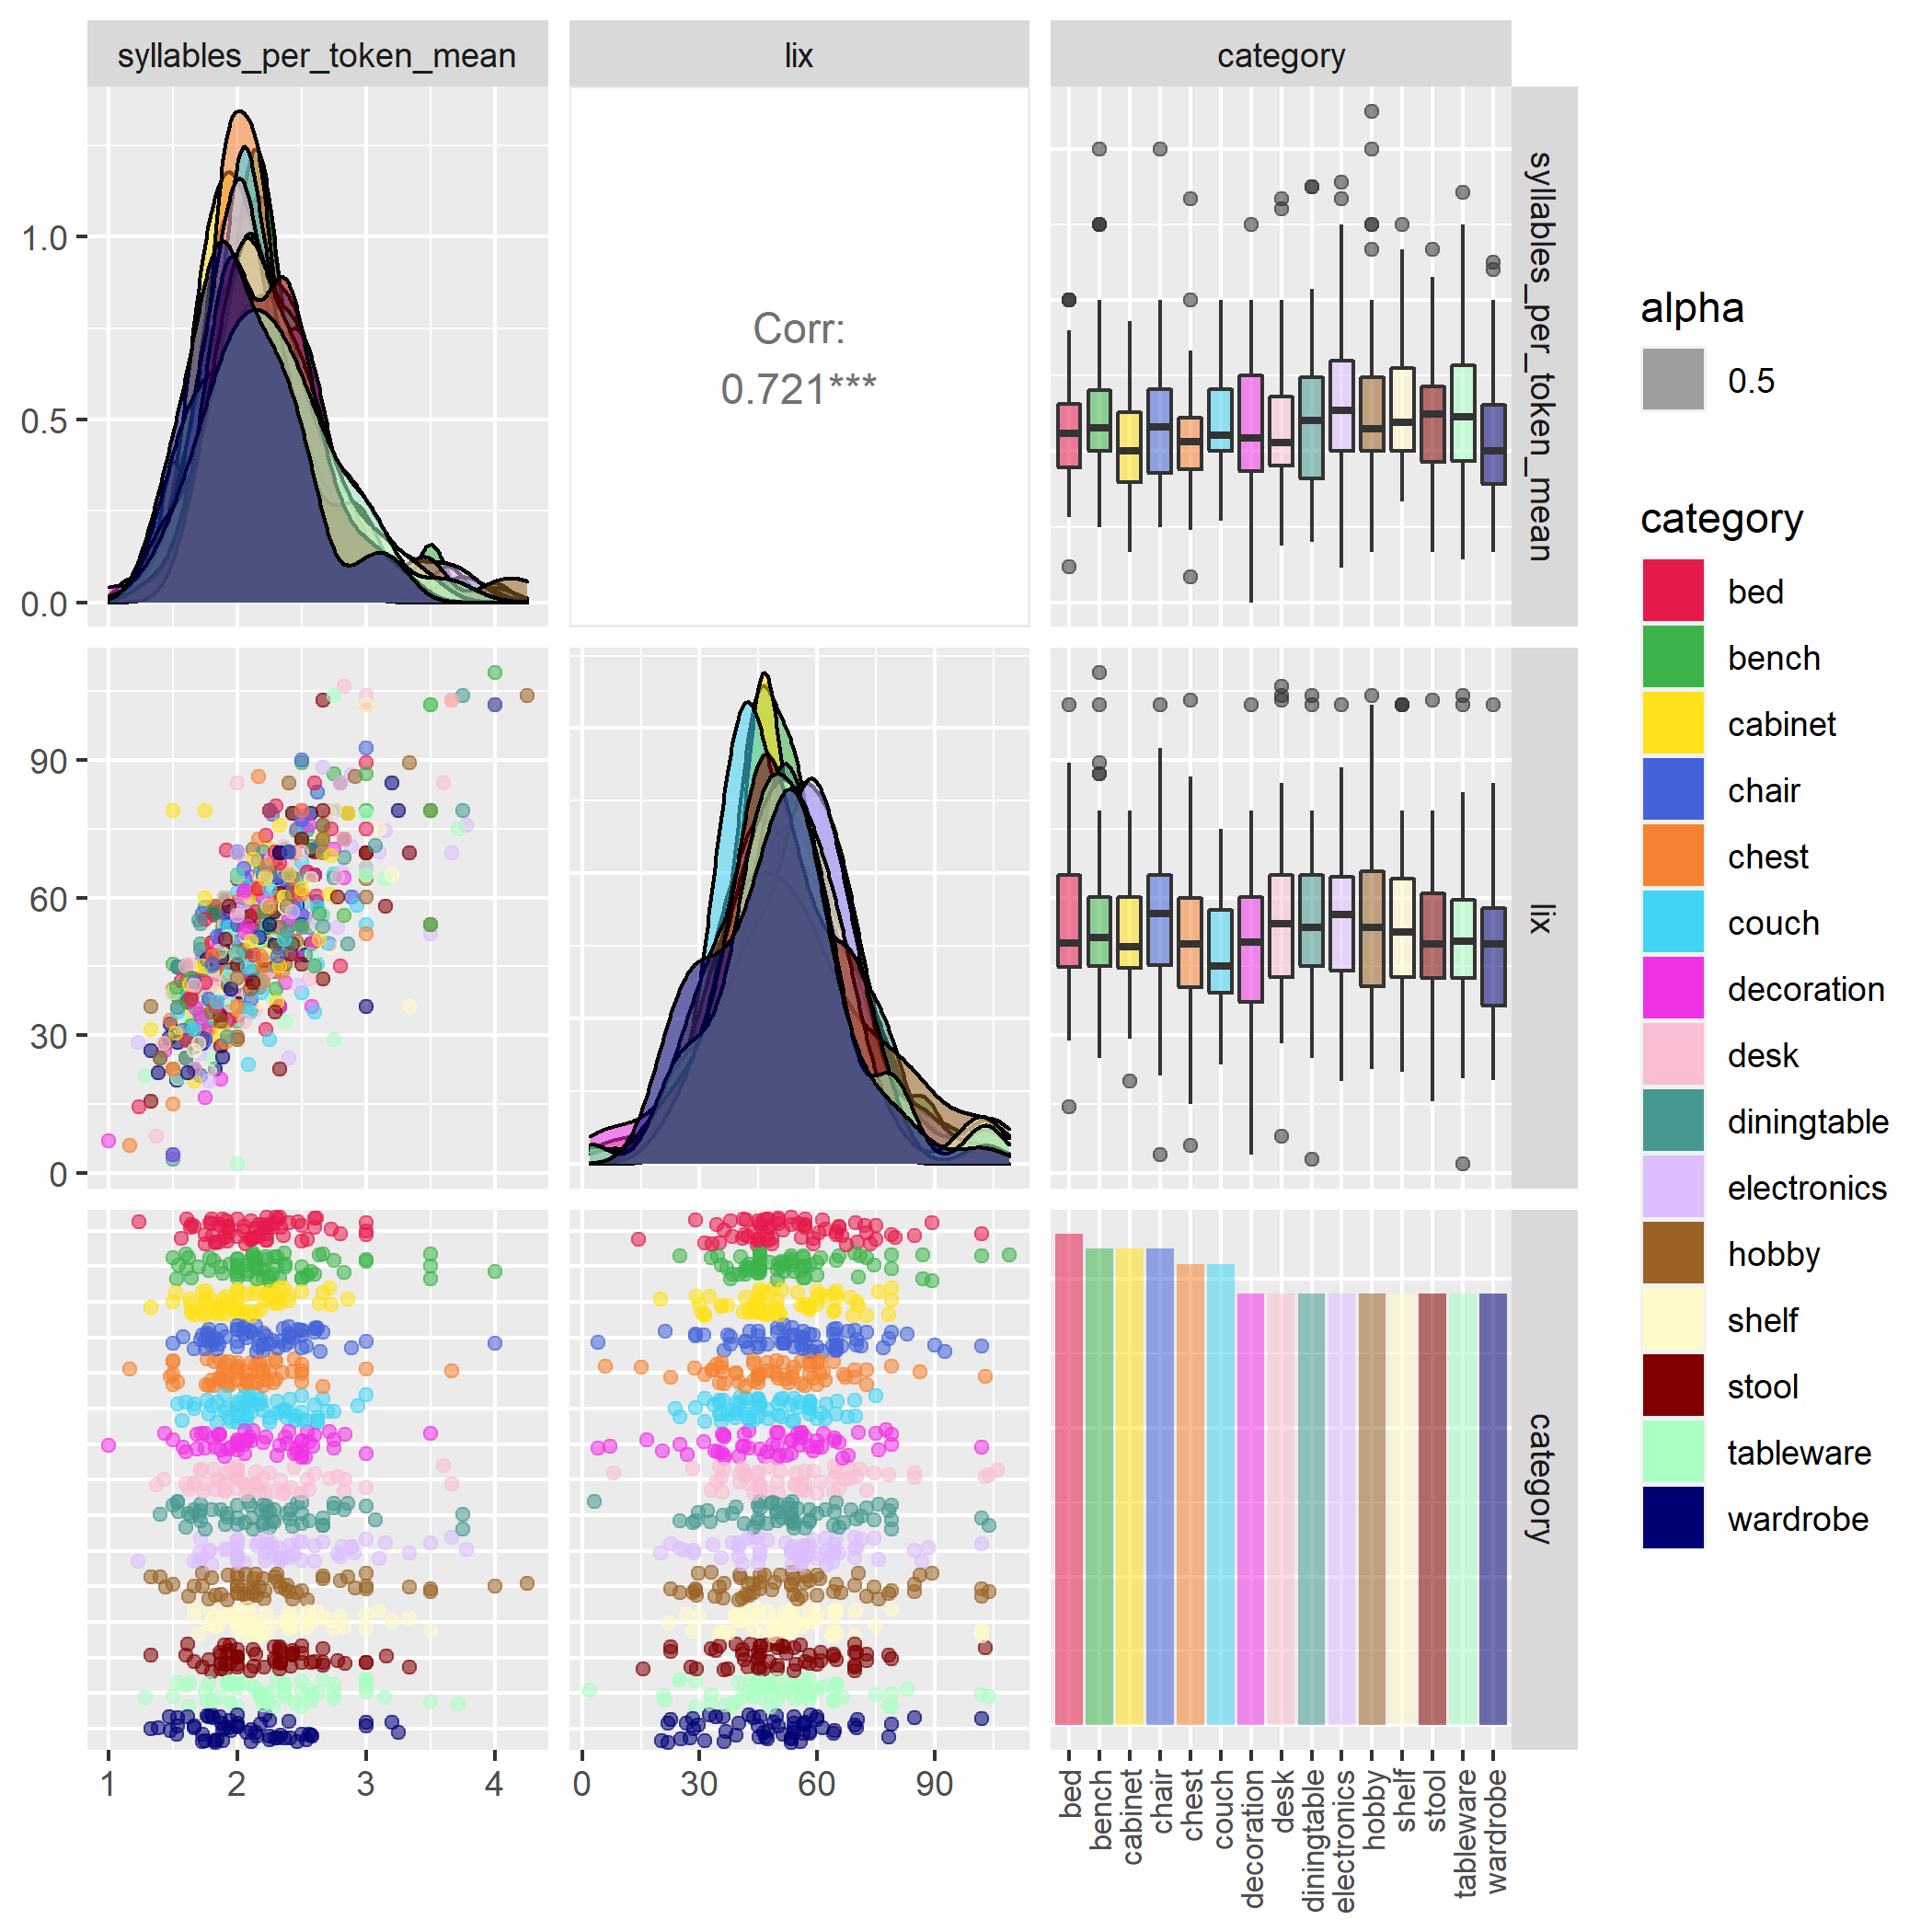 syllables_per_token_mean
lix
category
1.0
0.5
0.0
Corr:
0.721***
syllables_per_token_mean
90
60
30
0
lix
category
1
2
3
4
0
30
60
90
bed
bench
cabinet
chair
chest
couch
decoration
desk
diningtable
electronics
hobby
shelf
stool
tableware
wardrobe
alpha
0.5
category
bed
bench
cabinet
chair
chest
couch
decoration
desk
diningtable
electronics
hobby
shelf
stool
tableware
wardrobe